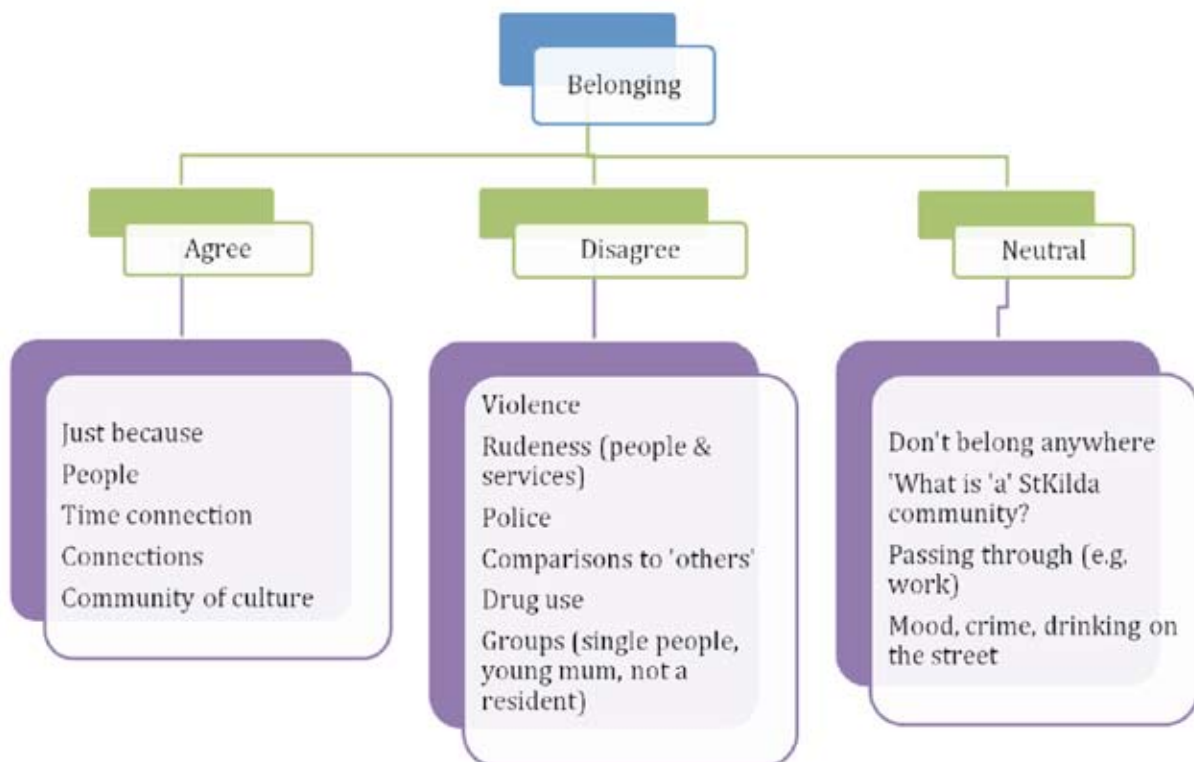 Belonging
Agree
Disagree
Neutral
Just because
People
Time connection
Connections
Community of culture
Violence
Rudeness (people &
services)
Police
Comparisons to 'others'
Drug use
Groups (single people,
young mum, not a
resident)
Don't belong anywhere
'What is 'a' StKilda
community?
Passing through (e.g.
work)
Mood, crime, drinking on
the street